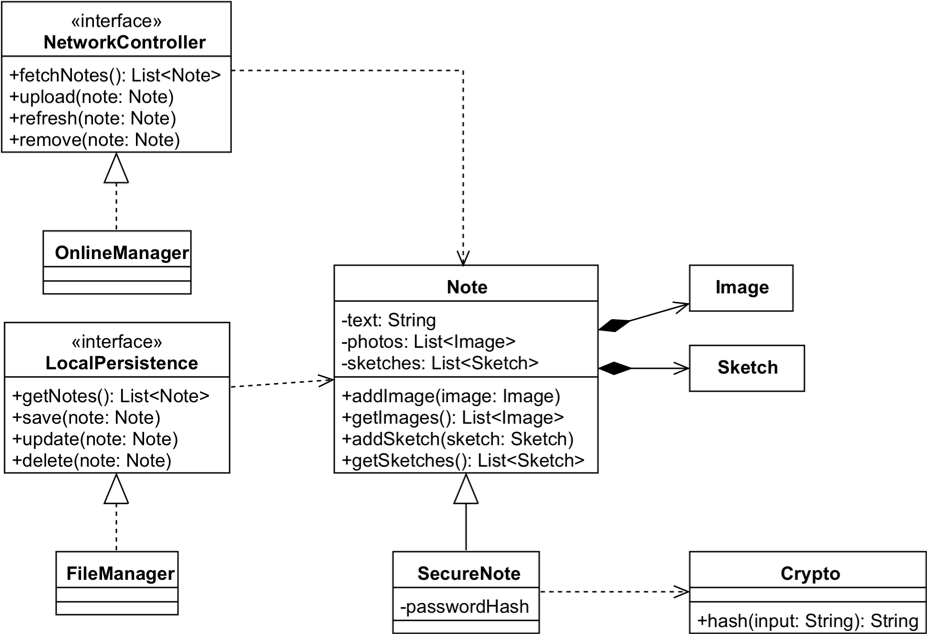 «interface»
NetworkController
+fetchNotes(): List<Note>
+upload(note: Note)
+refresh(note: Note)
+remove(note: Note)
OnlineManager
«interface»
LocalPersistence
+getNotes(): List<Note>
+save(note: Note)
+update(note: Note)
+delete(note: Note)
FileManager
Note
-text: String
-photos: List<Image>
-sketches: List<Sketch>
+addImage(image: Image)
+getImages(): List<Image>
+addSketch(sketch: Sketch)
+getSketches(): List<Sketch>
Image
Sketch
SecureNote
-passwordHash
Crypto
+hash(input: String): String